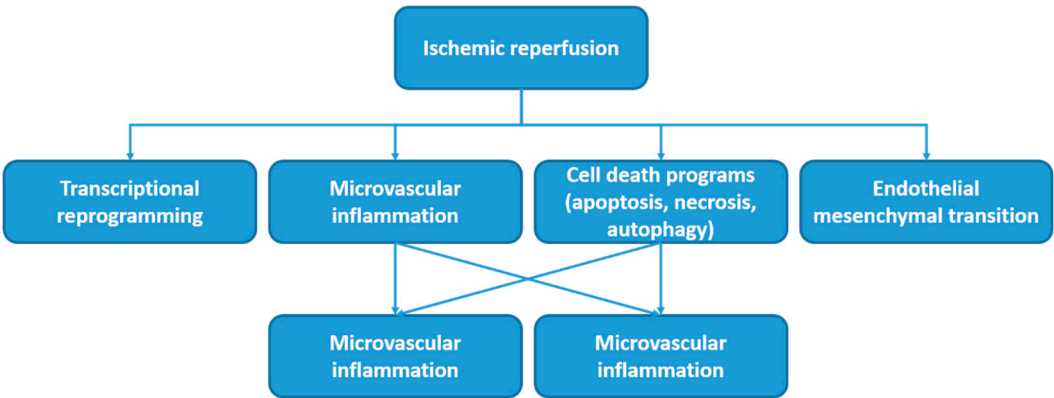 Ischemic reperfusion
Transcriptional
reprogramming
Microvascular
inflammation
Cell death programs
(apoptosis, necrosis,
autophagy)
Endothelial
mesenchymal transition
Microvascular
inflammation
Microvascular
inflammation